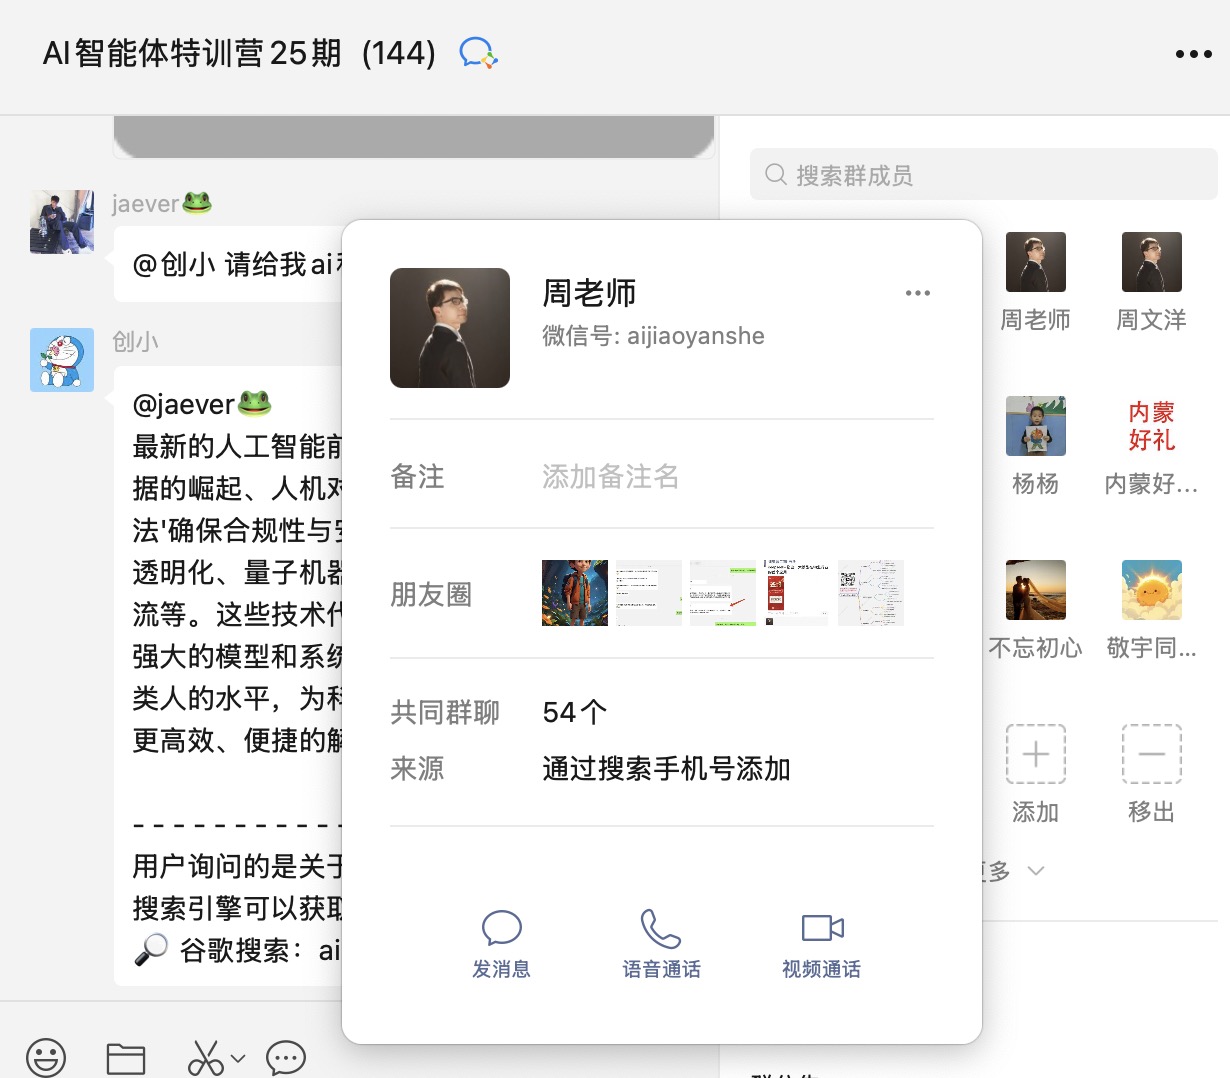 AI智能体特训营25期 (144)
搜索群成员
jaever🐸
@创小 请给我ai
创小
@jaever🐸
最新的人工智能前
据的崛起、人机对
法'确保合规性与安
透明化、量子机器
流等。这些技术代
强大的模型和系统
类人的水平，为科
更高效、便捷的解
- - - - - - - - - - -
用户询问的是关于
搜索引擎可以获取
🔎 谷歌搜索：ai
周老师
微信号: aijiaoyanshe
备注
添加备注名
朋友圈
共同群聊
54个
来源
通过搜索手机号添加
发消息
语音通话
视频通话
周老师
周文洋
内蒙
好礼
杨杨
内蒙好...
不忘初心
敬宇同...
添加
移出
更多